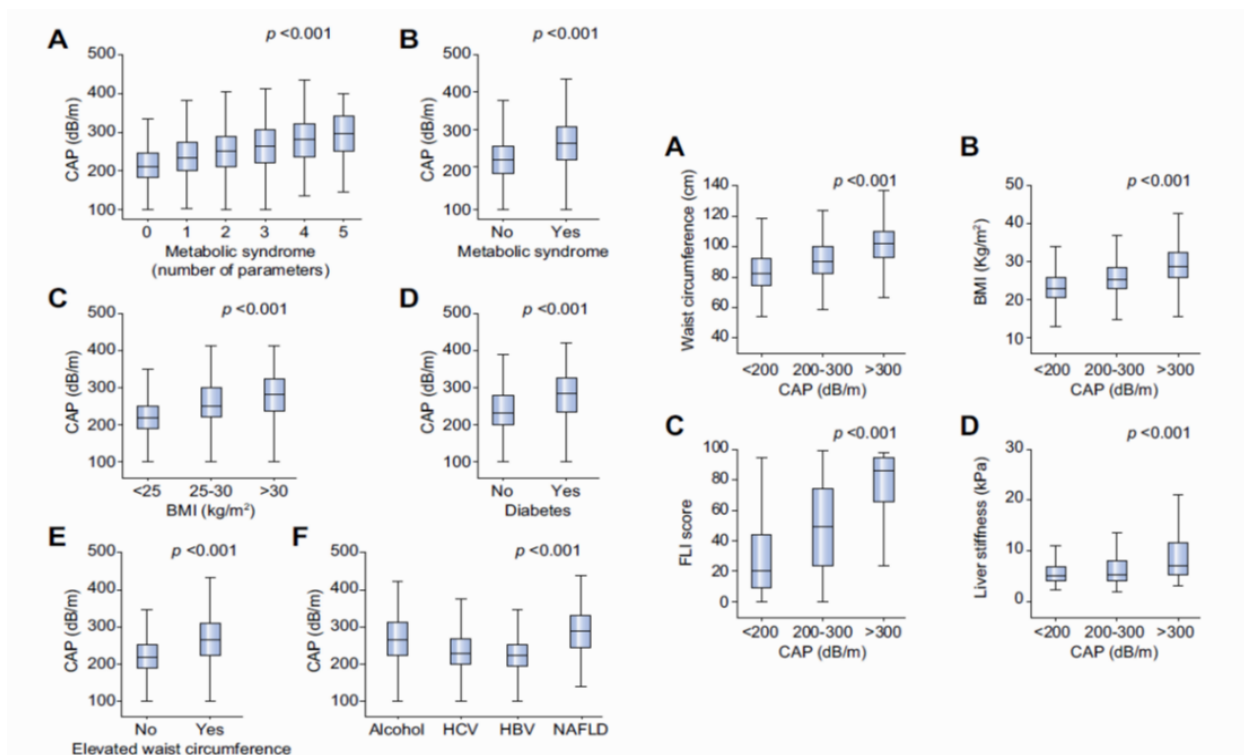 A
p <0.001
500
400
300
200
100
CAP (dB/m)
0 1 2 3 4 5
Metabolic syndrome
(number of parameters)
B
p <0.001
500
400
300
200
100
CAP (dB/m)
No Yes
Metabolic syndrome
C
p <0.001
500
400
300
200
100
CAP (dB/m)
<25 25-30 >30
BMI (kg/m²)
D
p <0.001
500
400
300
200
100
CAP (dB/m)
No Yes
Diabetes
E
p <0.001
500
400
300
200
100
CAP (dB/m)
No Yes
Elevated waist circumference
F
p <0.001
500
400
300
200
100
CAP (dB/m)
Alcohol HCV HBV NAFLD
A
p <0.001
140
120
100
80
60
40
Waist circumference (cm)
<200 200-300 >300
CAP (dB/m)
B
p <0.001
50
40
30
20
10
BMI (Kg/m²)
<200 200-300 >300
CAP (dB/m)
C
p <0.001
100
80
60
40
20
0
FLI score
<200 200-300 >300
CAP (dB/m)
D
p <0.001
30
20
10
0
Liver stiffness (kPa)
<200 200-300 >300
CAP (dB/m)